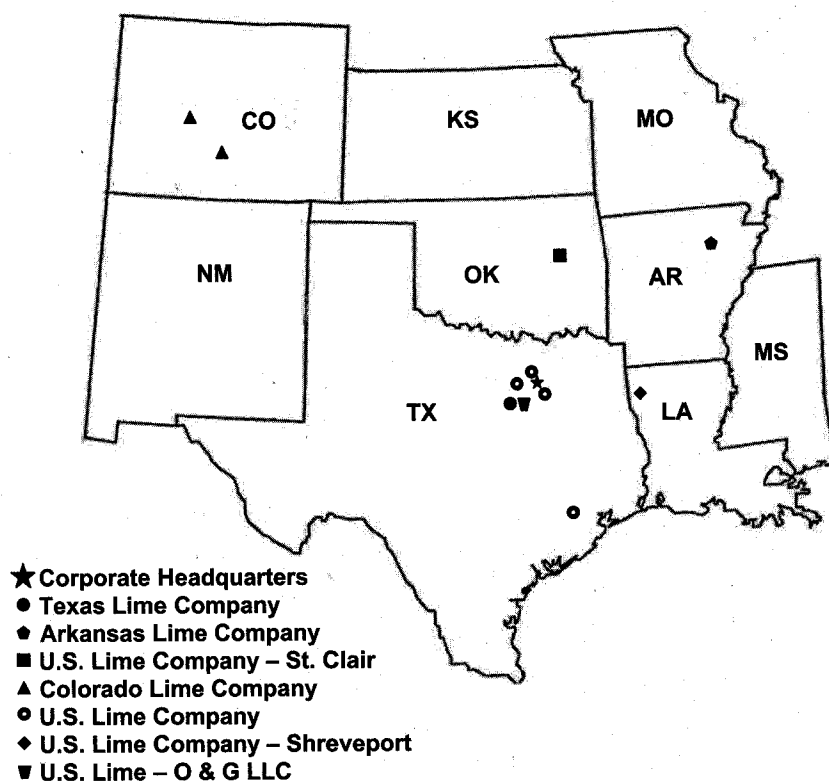 CO
KS
MO
NM
OK
AR
MS
TX
LA
Corporate Headquarters
Texas Lime Company
Arkansas Lime Company
U.S. Lime Company – St. Clair
Colorado Lime Company
U.S. Lime Company
U.S. Lime Company – Shreveport
U.S. Lime – O & G LLC